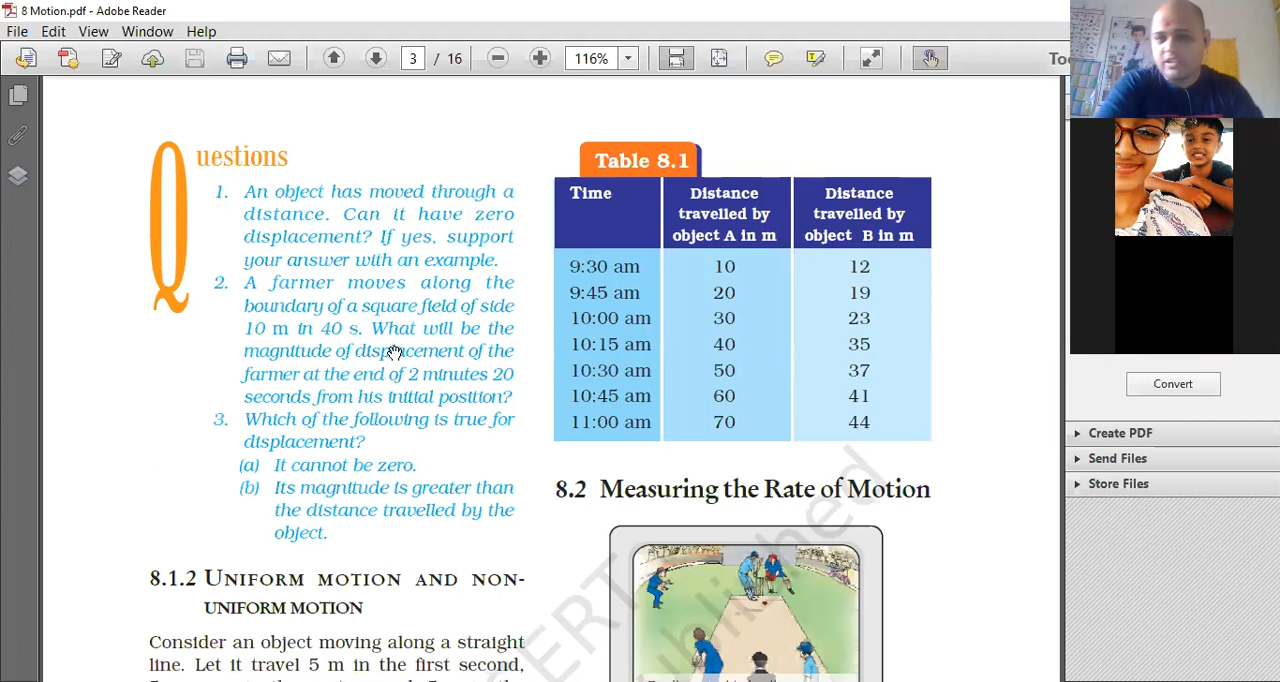 8 Motion.pdf - Adobe Reader
File Edit View Window Help
3 / 16 116%
Questions
1. An object has moved through a
distance. Can it have zero
displacement? If yes, support
your answer with an example.
2. A farmer moves along the
boundary of a square field of side
10 m in 40 s. What will be the
magnitude of displacement of the
farmer at the end of 2 minutes 20
seconds from his initial position?
3. Which of the following is true for
displacement?
(a) It cannot be zero.
(b) Its magnitude is greater than
the distance travelled by the
object.
8.1.2 UNIFORM MOTION AND NON-
UNIFORM MOTION
Consider an object moving along a straight
line. Let it travel 5 m in the first second,
Table 8.1
Time Distance travelled by object A in m Distance travelled by object B in m
9:30 am 10 12
9:45 am 20 19
10:00 am 30 23
10:15 am 40 35
10:30 am 50 37
10:45 am 60 41
11:00 am 70 44
8.2 Measuring the Rate of Motion
Convert
Create PDF
Send Files
Store Files